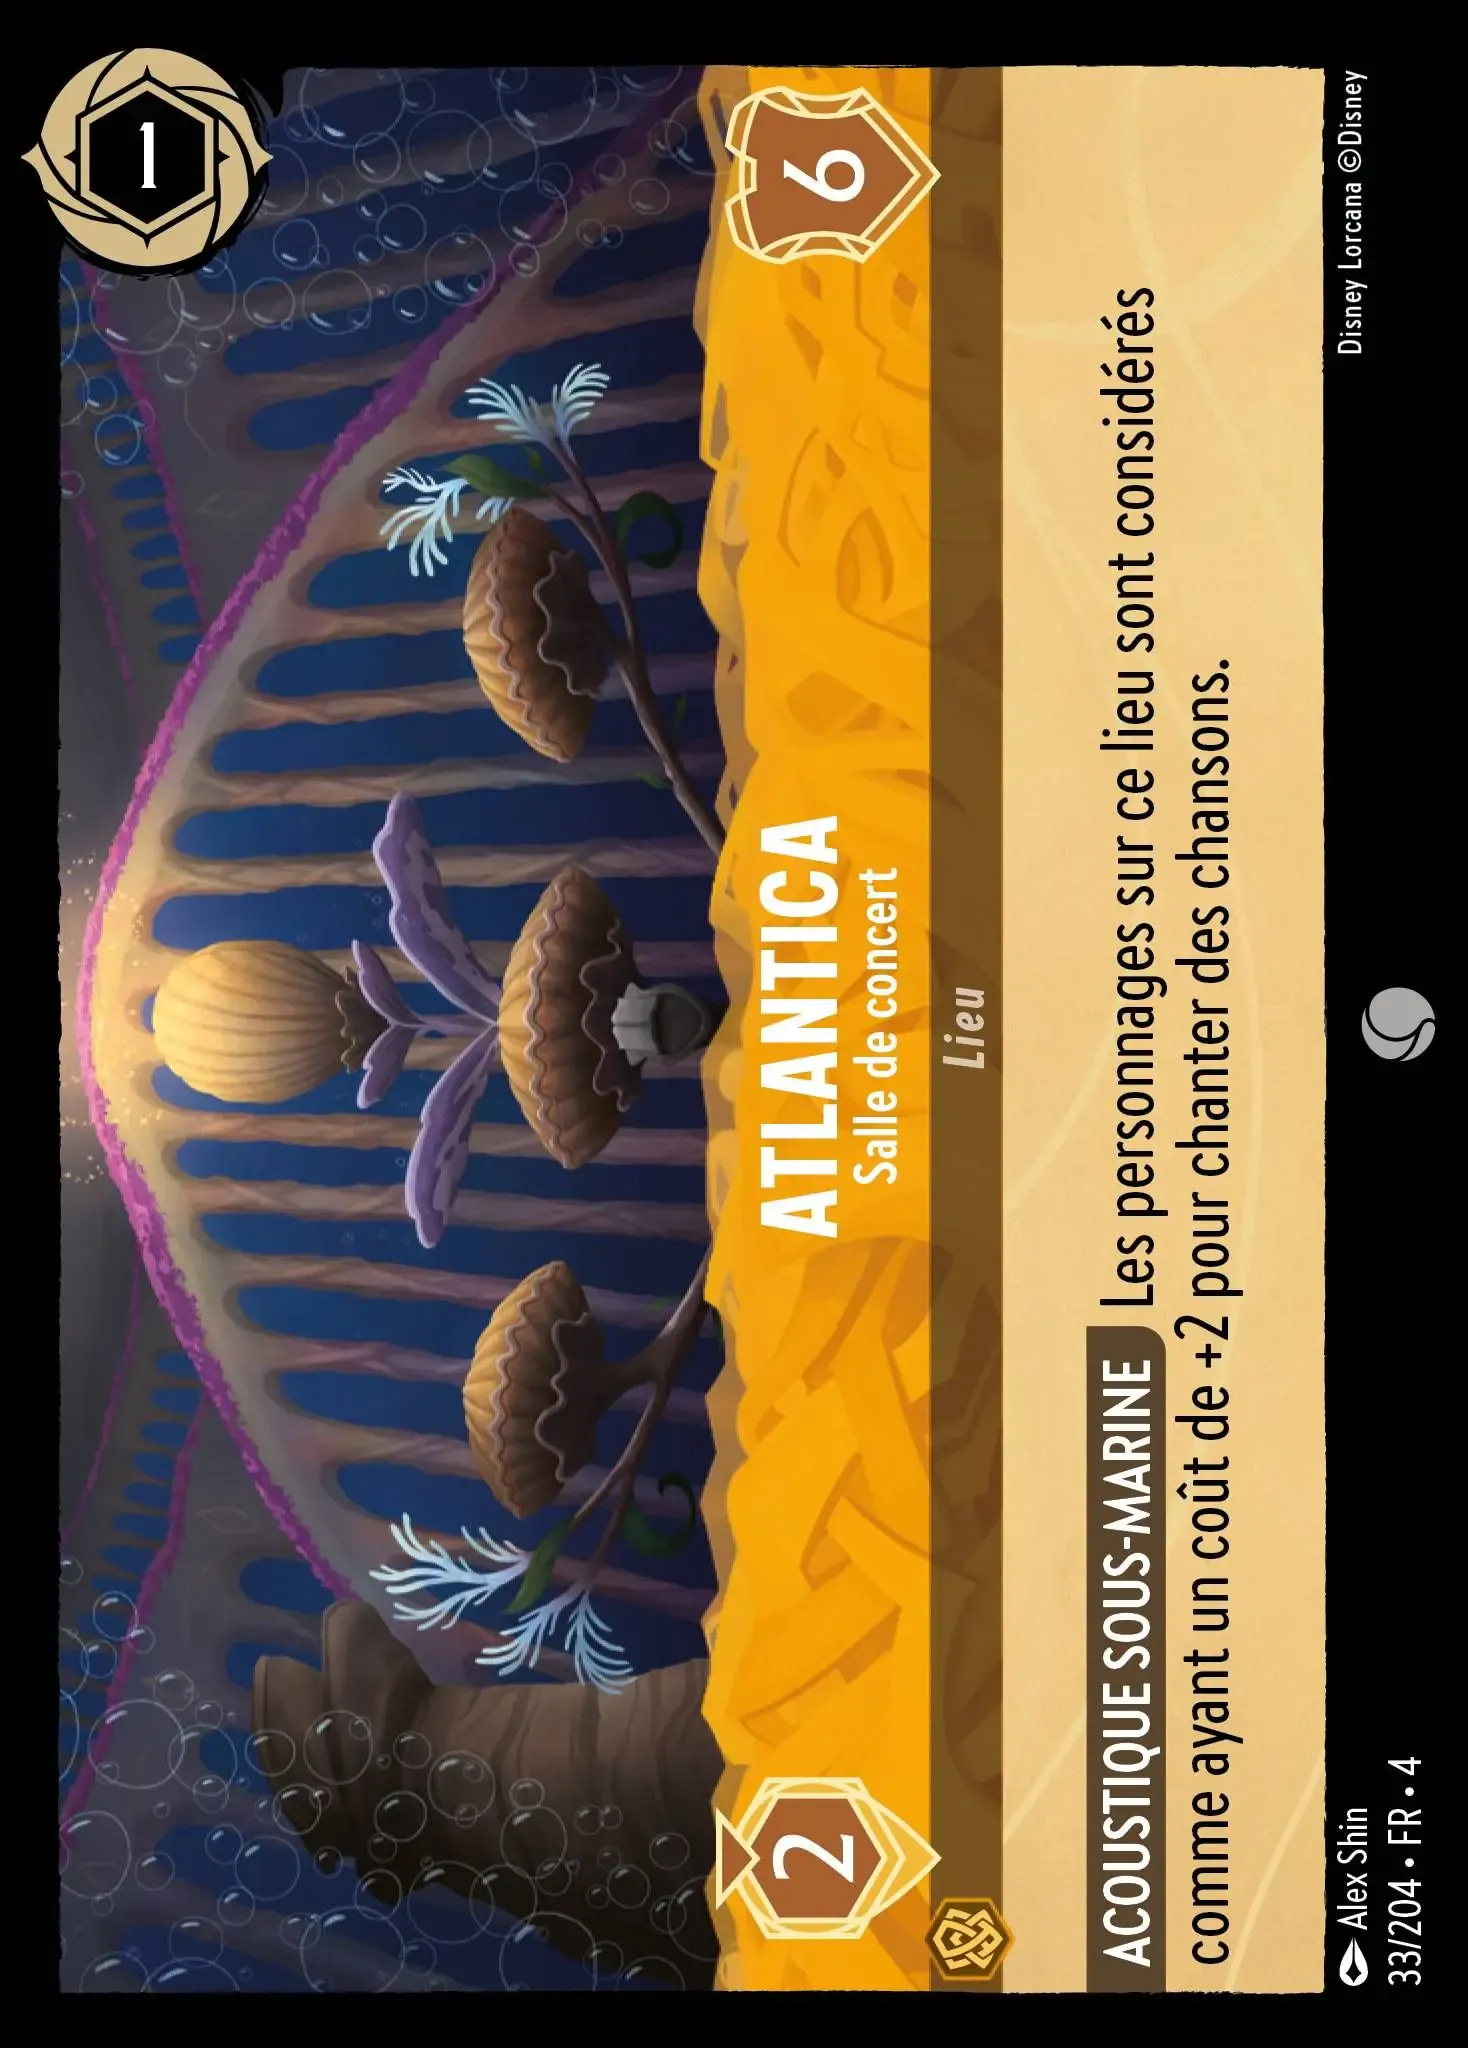 1
ATLANTICA
Salle de concert
2
6
Lieu
ACOUSTIQUE SOUS-MARINE Les personnages sur ce lieu sont considérés
comme ayant un coût de +2 pour chanter des chansons.
Alex Shin
Disney Lorcana ©Disney
33/204 • FR • 4